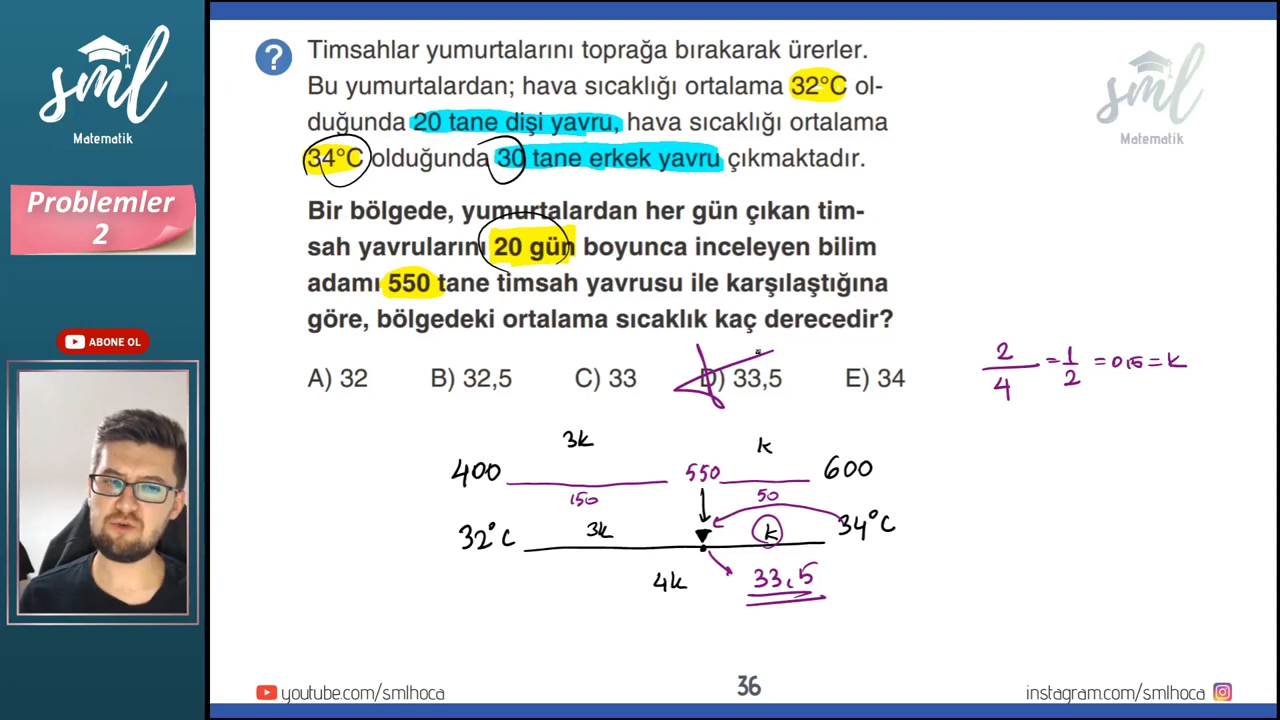 sml
Matematik
Problemler
2
ABONE OL
sml
Matematik
?
Timsahlar yumurtalarını toprağa bırakarak ürerler.
Bu yumurtalardan; hava sıcaklığı ortalama 32°C ol-
duğunda 20 tane dişi yavru, hava sıcaklığı ortalama
34°C olduğunda 30 tane erkek yavru çıkmaktadır.
Bir bölgede, yumurtalardan her gün çıkan tim-
sah yavrularını 20 gün boyunca inceleyen bilim
adamı 550 tane timsah yavrusu ile karşılaştığına
göre, bölgedeki ortalama sıcaklık kaç derecedir?
A) 32 B) 32,5 C) 33 D) 33,5 E) 34
2/4 = 1/2 = 0,5 = k
3k k
400 550 600
150 50
32°C 3k k 34°C
4k 33,5
youtube.com/smlhoca 36 instagram.com/smlhoca